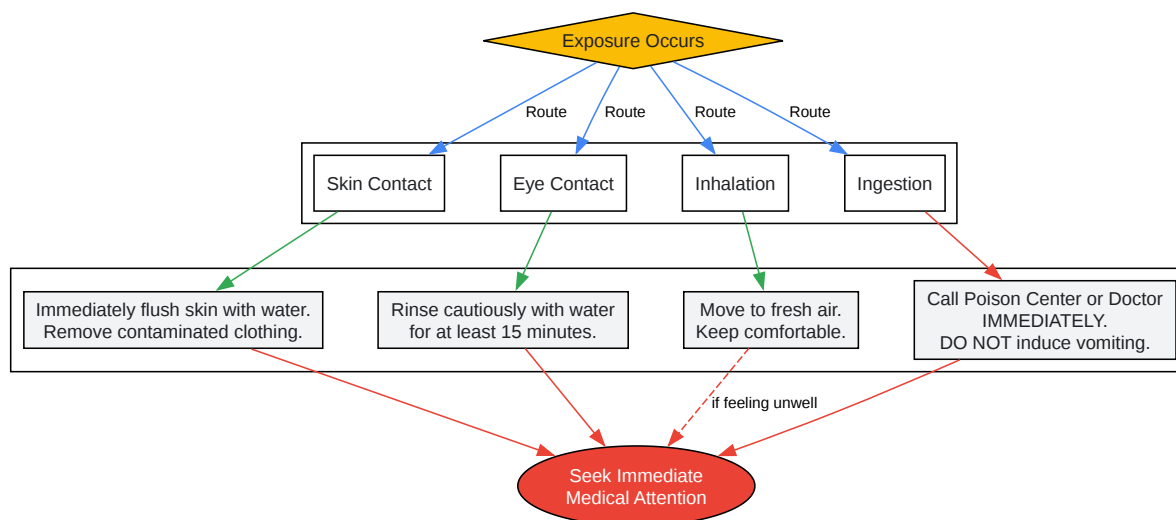 Exposure Occurs
Route
Route
Route
Route
Skin Contact
Eye Contact
Inhalation
Ingestion
Immediately flush skin with water.
Remove contaminated clothing.
Rinse cautiously with water
for at least 15 minutes.
Move to fresh air.
Keep comfortable.
Call Poison Center or Doctor
IMMEDIATELY.
DO NOT induce vomiting.
if feeling unwell
Seek Immediate
Medical Attention